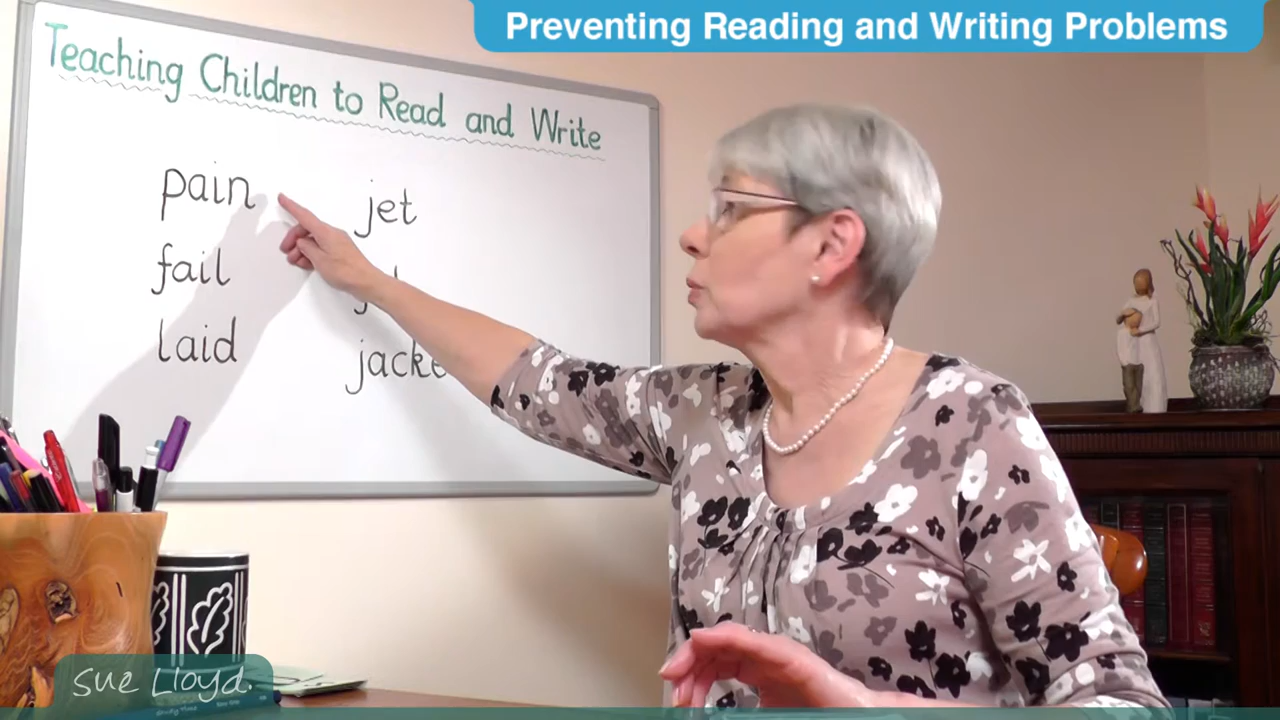 Preventing Reading and Writing Problems
Teaching Children to Read and Write
pain jet
fail
laid
Sue Lloyd.